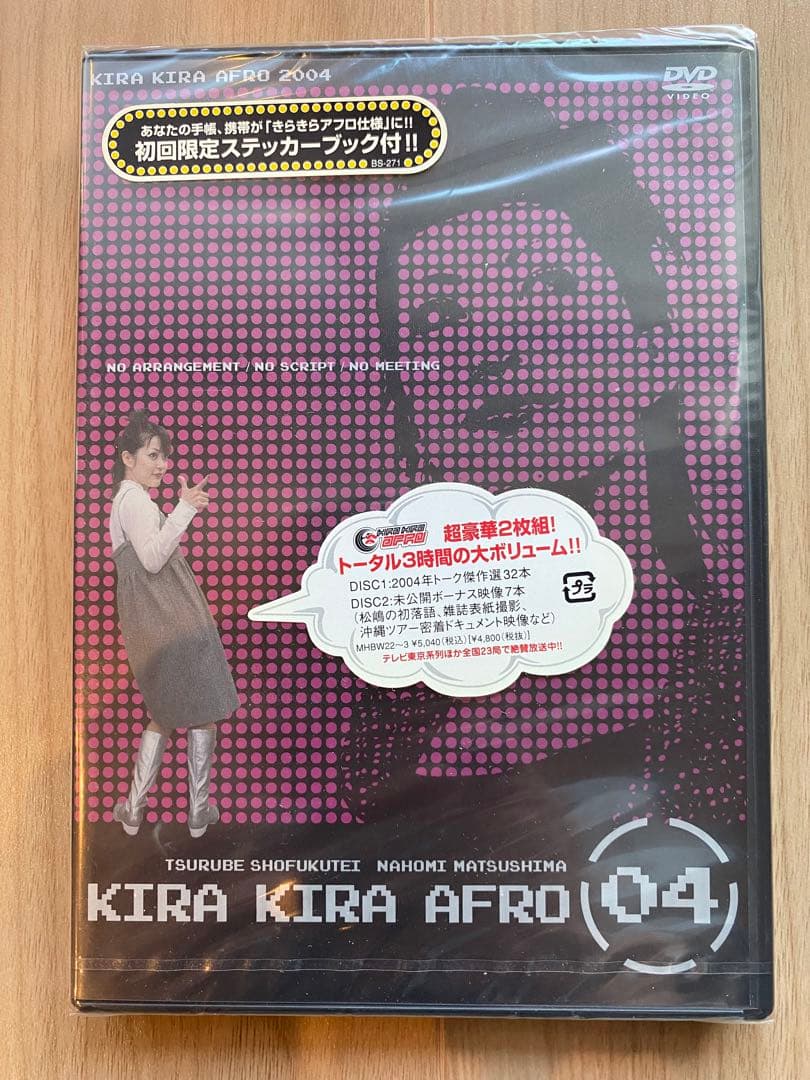 KIRA KIRA AFRO 2004
DVD
VIDEO
あなたの手帳、携帯が「きらきらアフロ仕様」に!!
初回限定ステッカーブック付!!
BS-271
NO ARRANGEMENT / NO SCRIPT / NO MEETING
KIRA KIRA
AFRO
超豪華2枚組!
トータル3時間の大ボリューム!!
DISC1:2004年トーク傑作選32本
DISC2:未公開ボーナス映像7本
(松嶋の初落語、雑誌表紙撮影、
沖縄ツアー密着ドキュメント映像など)
MHBW22〜3 ¥5,040(税込)[¥4,800(税抜)]
テレビ東京系列ほか全国23局で絶賛放送中!!
プラ
TSURUBE SHOFUKUTEI NAHOMI MATSUSHIMA
KIRA KIRA AFRO 04